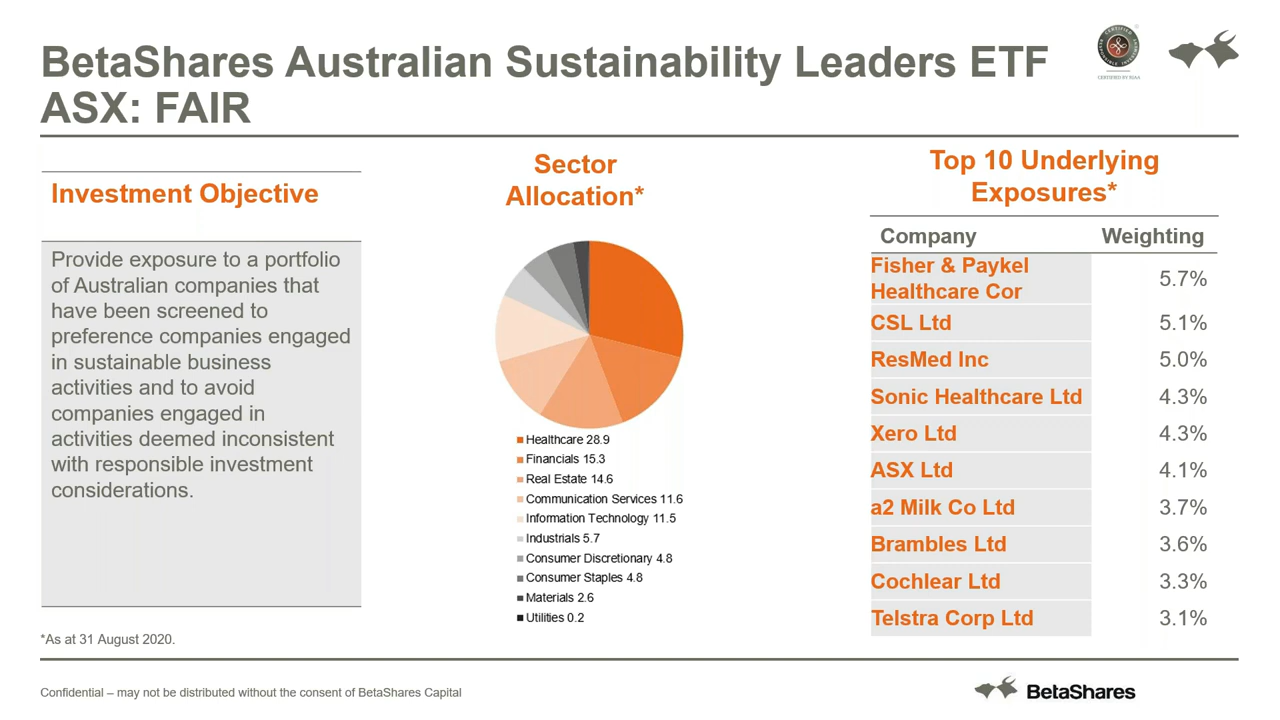 BetaShares Australian Sustainability Leaders ETF
ASX: FAIR
CERTIFIED BY RIAA
Investment Objective
Provide exposure to a portfolio
of Australian companies that
have been screened to
preference companies engaged
in sustainable business
activities and to avoid
companies engaged in
activities deemed inconsistent
with responsible investment
considerations.
Sector
Allocation*
Healthcare 28.9
Financials 15.3
Real Estate 14.6
Communication Services 11.6
Information Technology 11.5
Industrials 5.7
Consumer Discretionary 4.8
Consumer Staples 4.8
Materials 2.6
Utilities 0.2
Top 10 Underlying
Exposures*
Company Weighting
Fisher & Paykel
Healthcare Cor 5.7%
CSL Ltd 5.1%
ResMed Inc 5.0%
Sonic Healthcare Ltd 4.3%
Xero Ltd 4.3%
ASX Ltd 4.1%
a2 Milk Co Ltd 3.7%
Brambles Ltd 3.6%
Cochlear Ltd 3.3%
Telstra Corp Ltd 3.1%
*As at 31 August 2020.
Confidential – may not be distributed without the consent of BetaShares Capital
BetaShares